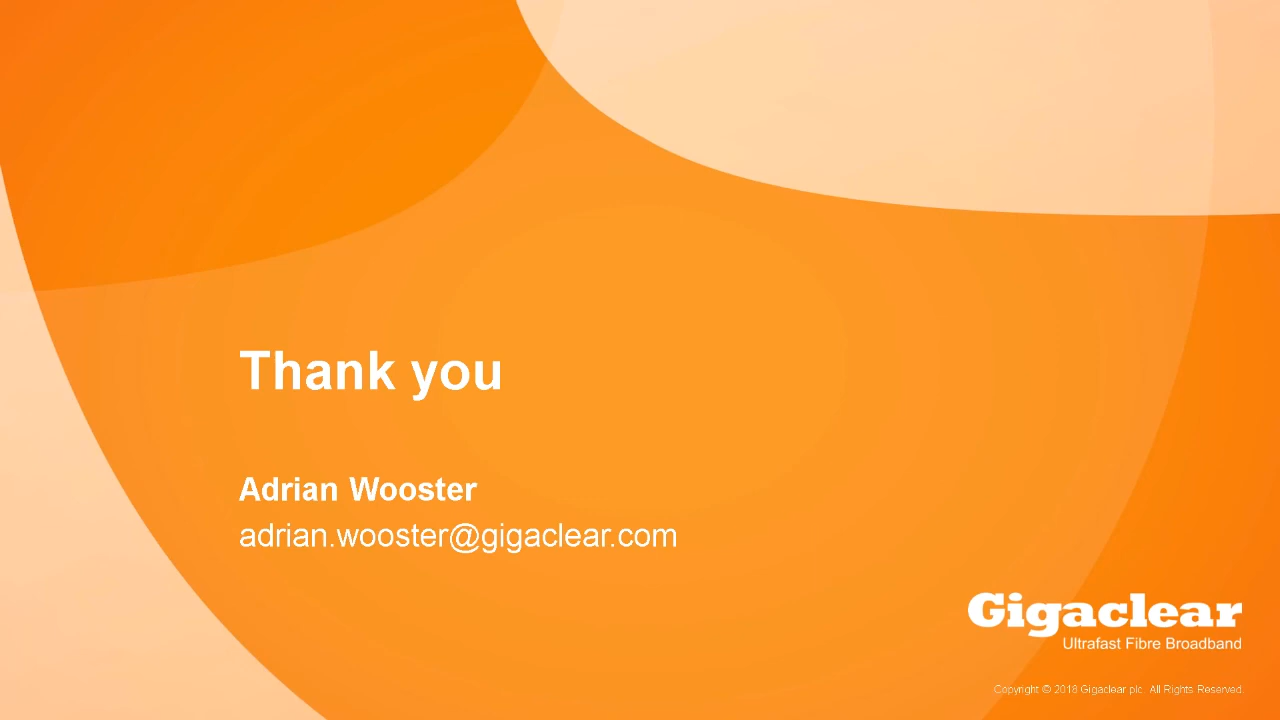 Thank you
Adrian Wooster
adrian.wooster@gigaclear.com
Gigaclear
Ultrafast Fibre Broadband
Copyright © 2018 Gigaclear plc. All Rights Reserved.